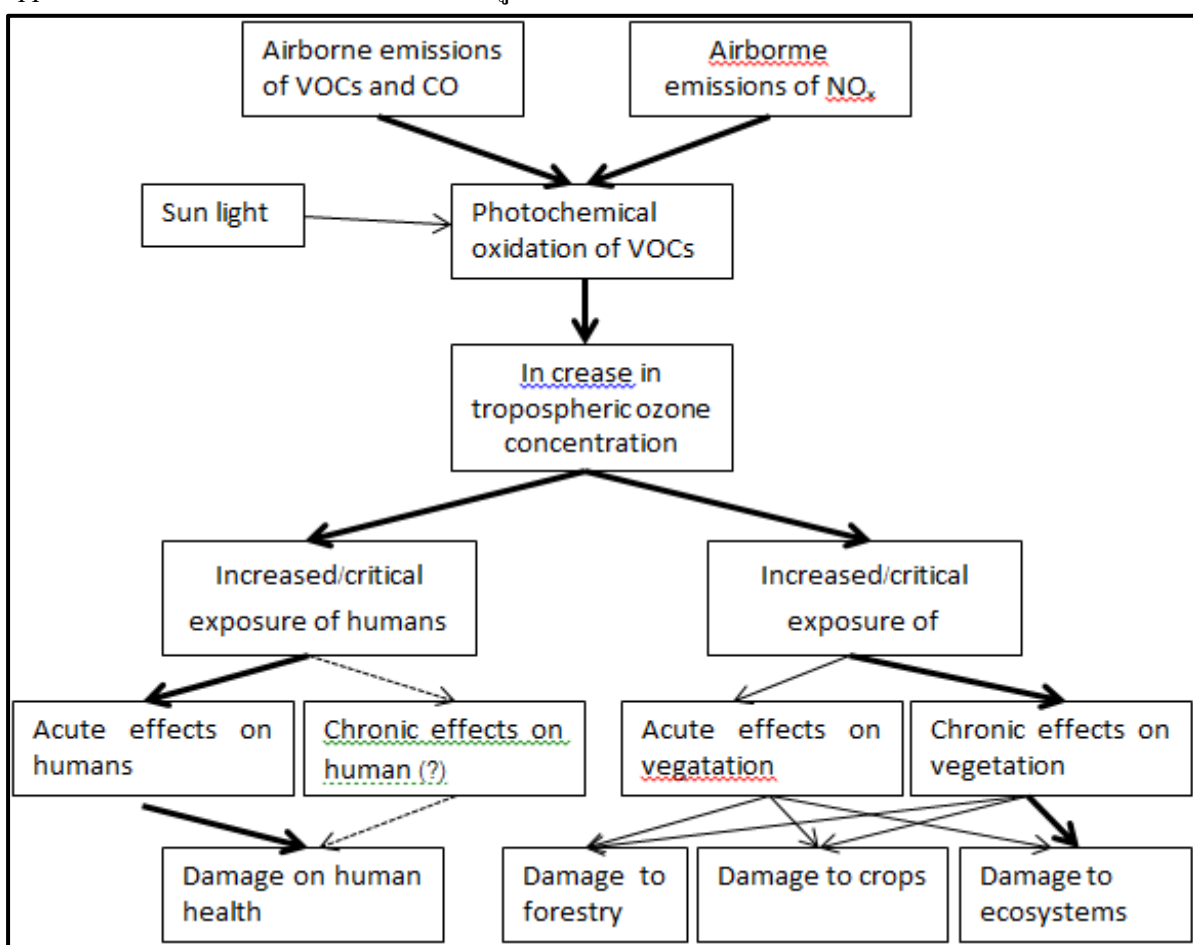 Airborne emissions
of VOCs and CO
Airborme
emissions of NOx
Sun light
Photochemical
oxidation of VOCs
In crease in
tropospheric ozone
concentration
Increased/critical
exposure of humans
Increased/critical
exposure of
Acute effects on
humans
Chronic effects on
human (?)
Acute effects on
vegatation
Chronic effects on
vegetation
Damage on human
health
Damage to
forestry
Damage to crops
Damage to
ecosystems